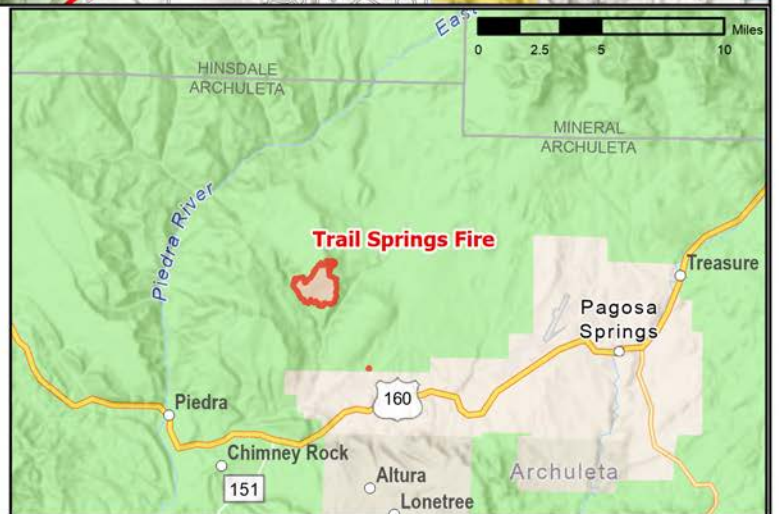 East
Miles
0 2.5 5 10
HINSDALE
ARCHULETA
MINERAL
ARCHULETA
Piedra River
Trail Springs Fire
Treasure
Pagosa
Springs
160
Piedra
Chimney Rock
151
Altura
Archuleta
Lonetree